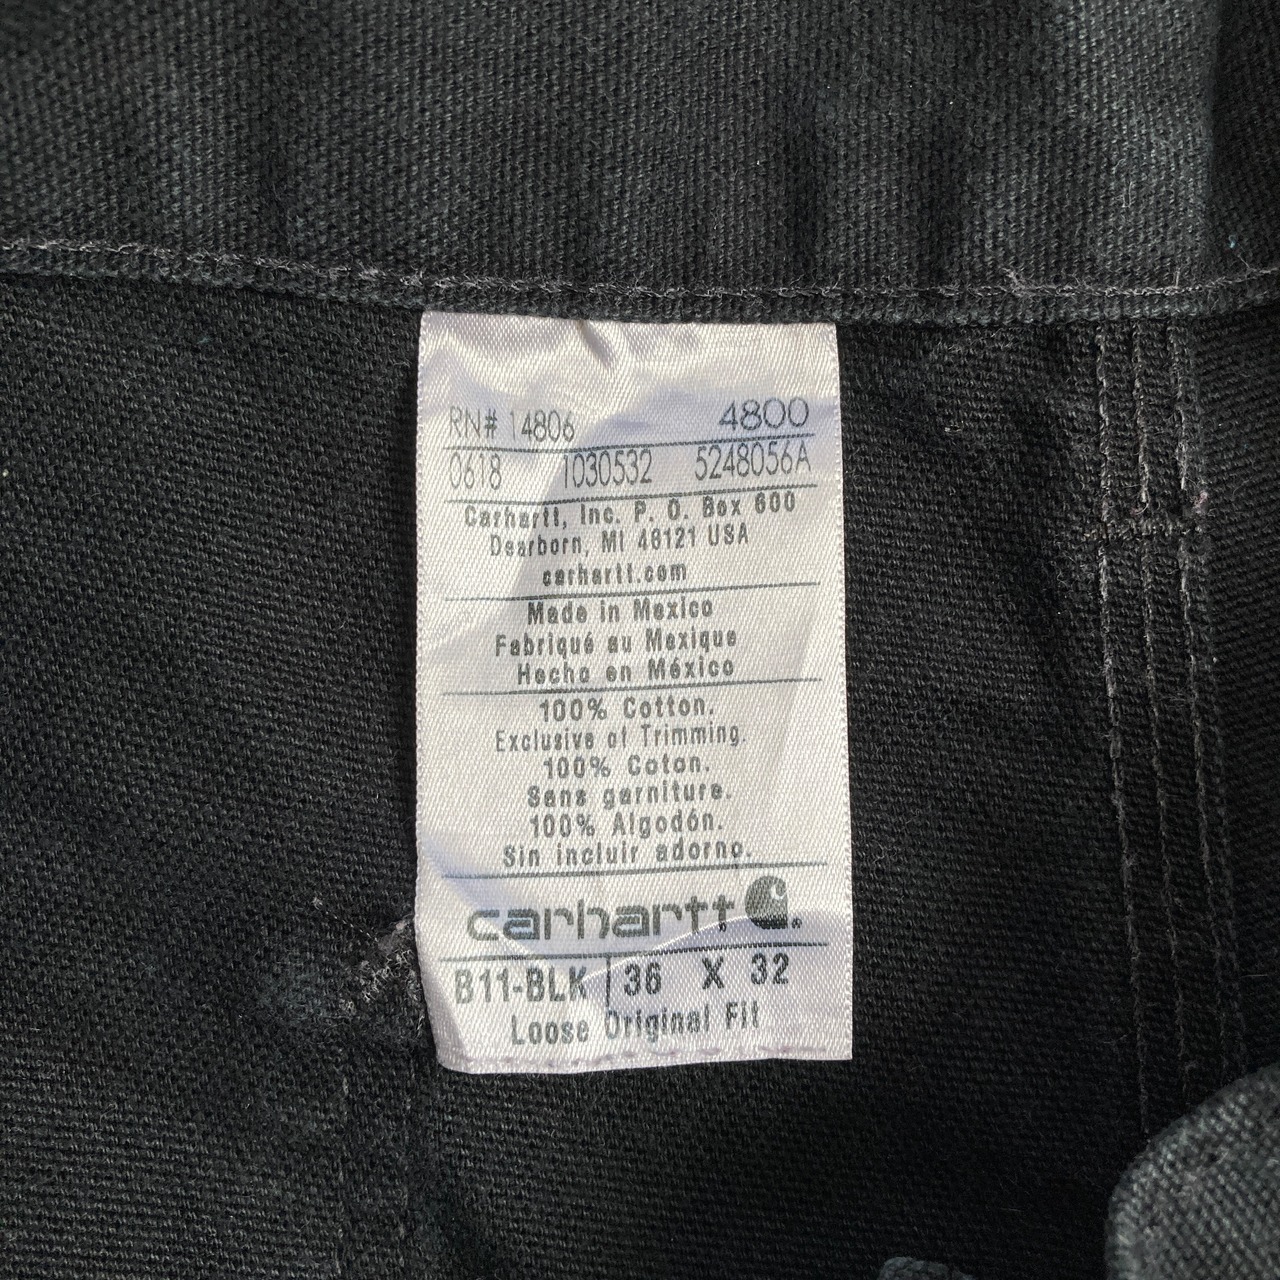 RN# 14806 4800
0618 1030532 5248056A
Carhartt, Inc. P. O. Box 600
Dearborn, MI 48121 USA
carhartt.com
Made in Mexico
Fabriqué au Mexique
Hecho en México
100% Cotton.
Exclusive of Trimming.
100% Coton.
Sans garniture.
100% Algodón.
Sin incluir adorno.
carhartt
B11-BLK 36 X 32
Loose Original Fit